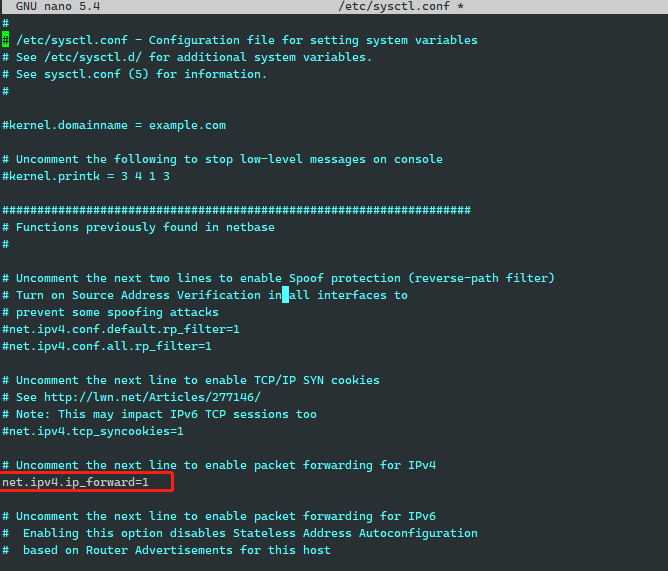 GNU nano 5.4 /etc/sysctl.conf *
#
# /etc/sysctl.conf - Configuration file for setting system variables
# See /etc/sysctl.d/ for additional system variables.
# See sysctl.conf (5) for information.
#
#kernel.domainname = example.com
# Uncomment the following to stop low-level messages on console
#kernel.printk = 3 4 1 3
###################################################################
# Functions previously found in netbase
#
# Uncomment the next two lines to enable Spoof protection (reverse-path filter)
# Turn on Source Address Verification in all interfaces to
# prevent some spoofing attacks
#net.ipv4.conf.default.rp_filter=1
#net.ipv4.conf.all.rp_filter=1
# Uncomment the next line to enable TCP/IP SYN cookies
# See http://lwn.net/Articles/277146/
# Note: This may impact IPv6 TCP sessions too
#net.ipv4.tcp_syncookies=1
# Uncomment the next line to enable packet forwarding for IPv4
net.ipv4.ip_forward=1
# Uncomment the next line to enable packet forwarding for IPv6
#  Enabling this option disables Stateless Address Autoconfiguration
#  based on Router Advertisements for this host